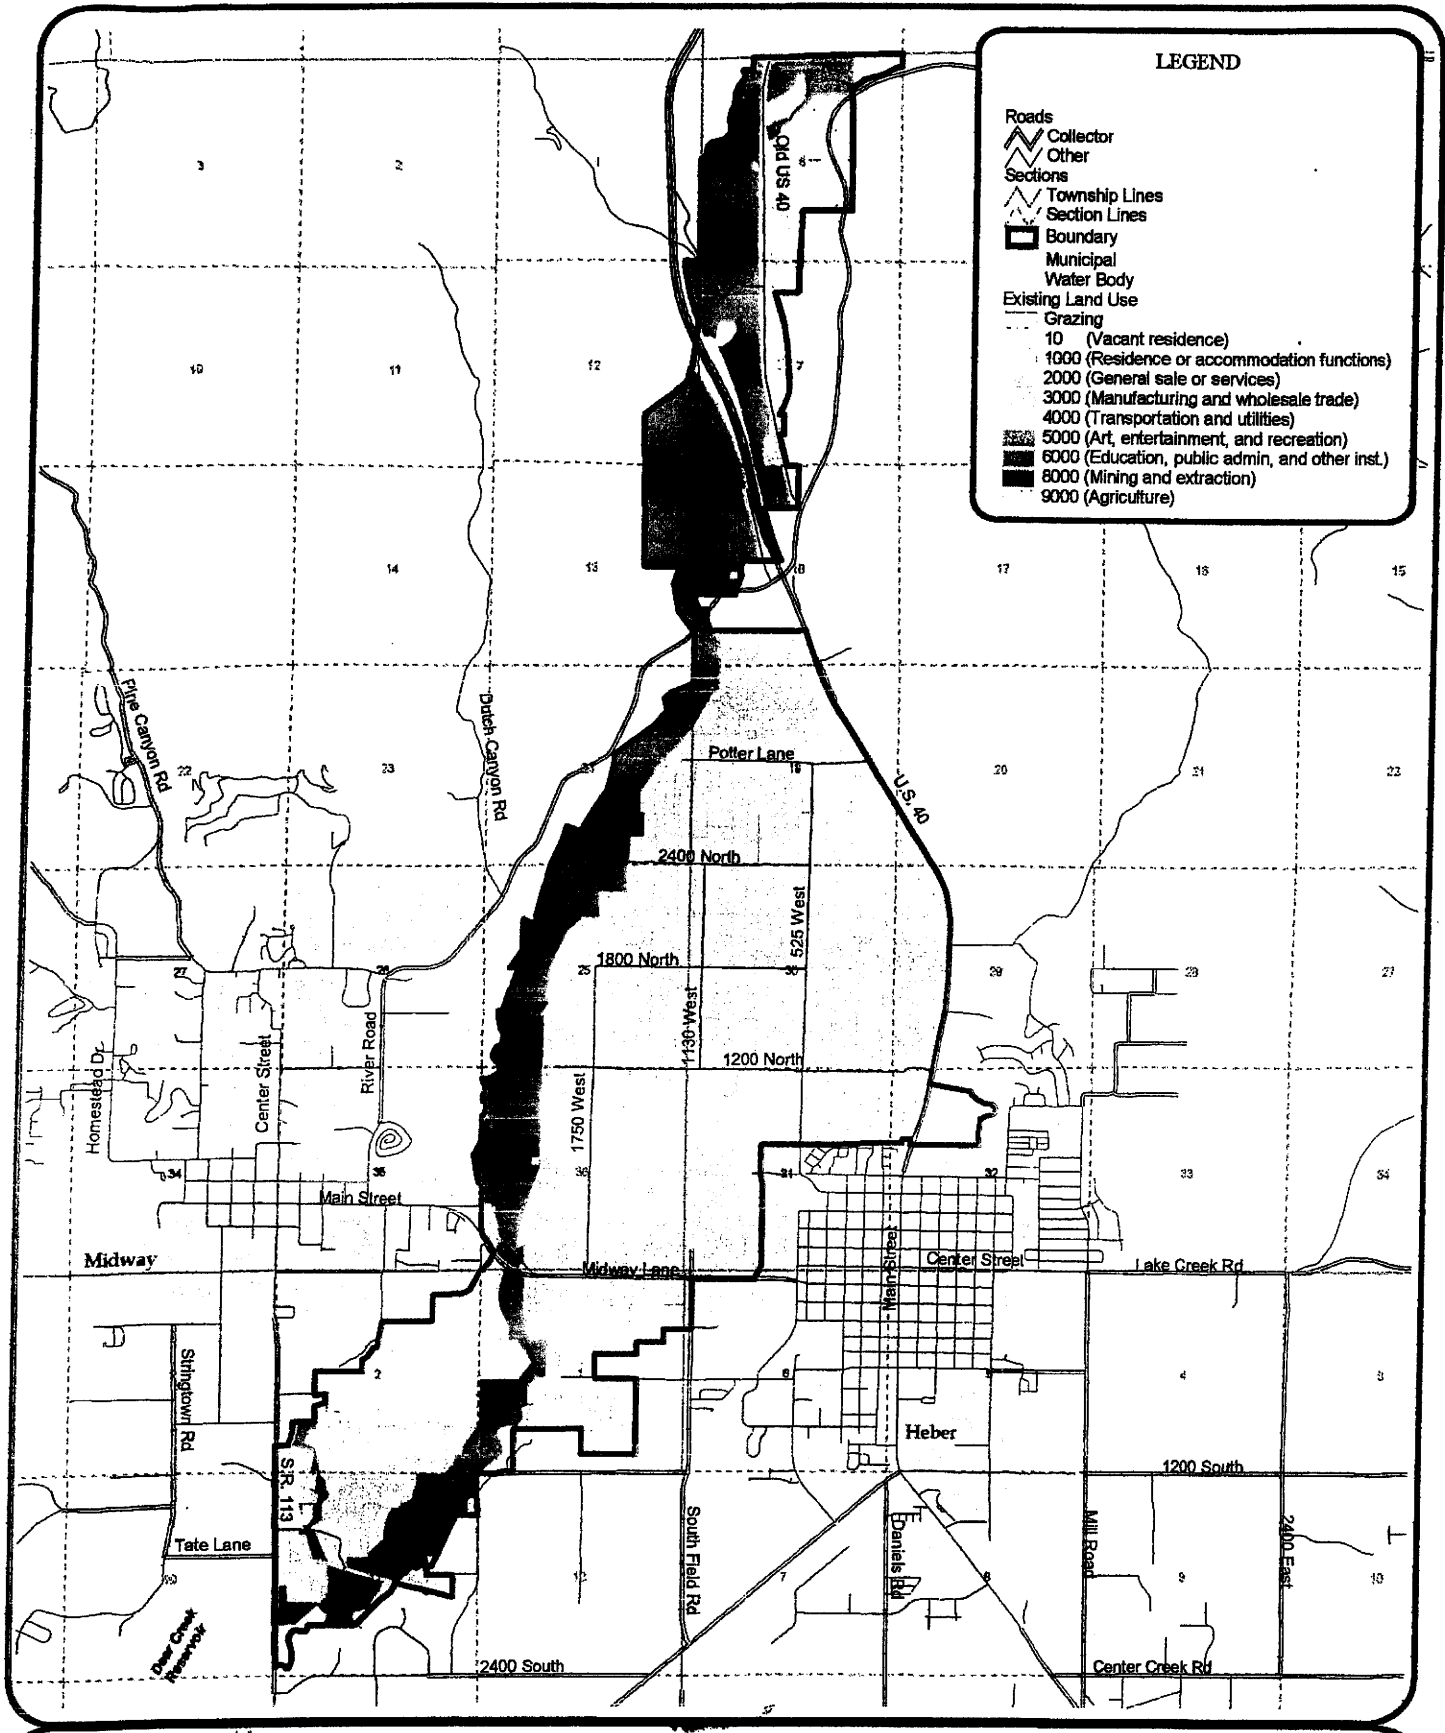 LEGEND
Roads
Collector
Other
Sections
Township Lines
Section Lines
Boundary
Municipal
Water Body
Existing Land Use
Grazing
10 (Vacant residence)
1000 (Residence or accommodation functions)
2000 (General sale or services)
3000 (Manufacturing and wholesale trade)
4000 (Transportation and utilities)
5000 (Art, entertainment, and recreation)
6000 (Education, public admin, and other inst.)
8000 (Mining and extraction)
9000 (Agriculture)
3
2
1
6
Old US 40
10
11
12
7
14
13
18
17
16
15
Pine Canyon Rd
Dutch Canyon Rd
Potter Lane
22
23
19
20
21
22
U.S. 40
2400 North
525 West
1800 North
27
26
25
30
29
28
27
1130 West
River Road
Center Street
Homestead Dr.
1200 North
1750 West
34
35
36
31
32
33
34
Main Street
Midway
Midway Lane
Main Street
Center Street
Lake Creek Rd
Stringtown Rd
2
1
6
5
4
3
Heber
S.R. 113
1200 South
South Field Rd
Daniels Rd
Mill Road
2400 East
Tate Lane
12
7
8
9
10
Deer Creek
Reservoir
2400 South
Center Creek Rd